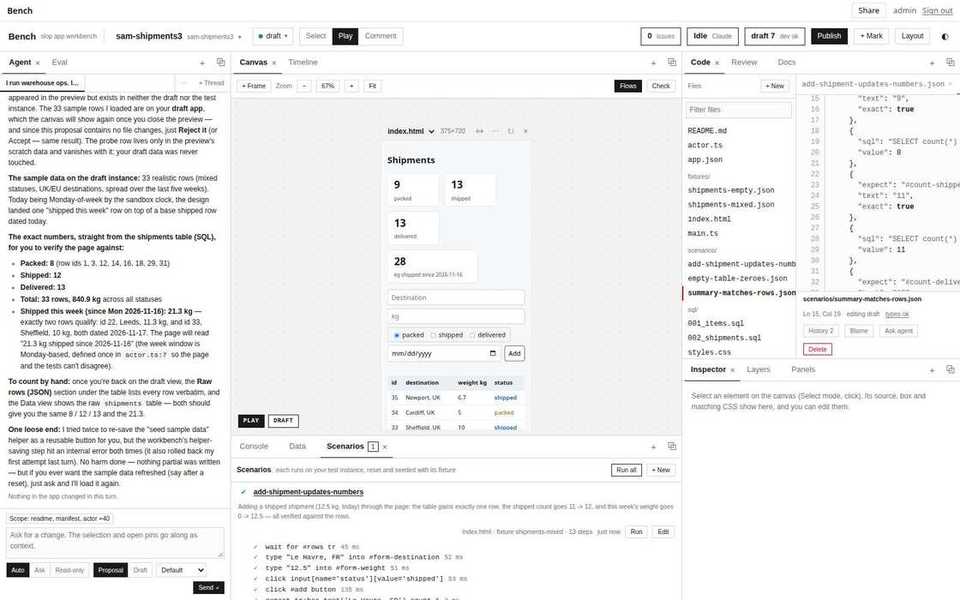 Bench
Share
admin
Sign out
Bench slop app workbench
sam-shipments3 sam-shipments3
draft
Select
Play
Comment
0 issues
Idle Claude
draft 7 dev ok
Publish
+ Mark
Layout
Agent ×
Eval
I run warehouse ops. I...
+ Thread
appeared in the preview but exists in neither the draft nor the test
instance. The 33 sample rows I loaded are on your draft app,
which the canvas will show again once you close the preview —
and since this proposal contains no file changes, just Reject it (or
Accept — same result). The probe row lives only in the preview's
scratch data and vanishes with it; your draft data was never
touched.
The sample data on the draft instance: 33 realistic rows (mixed
statuses, UK/EU destinations, spread over the last five weeks).
Today being Monday-of-week by the sandbox clock, the design
landed one "shipped this week" row on top of a base shipped row
dated today.
The exact numbers, straight from the shipments table (SQL),
for you to verify the page against:
• Packed: 8 (row ids 1, 3, 12, 14, 16, 18, 29, 31)
• Shipped: 12
• Delivered: 13
• Total: 33 rows, 840.9 kg across all statuses
• Shipped this week (since Mon 2026-11-16): 21.3 kg —
exactly two rows qualify: id 22, Leeds, 11.3 kg, and id 33,
Sheffield, 10 kg, both dated 2026-11-17. The page will read
"21.3 kg shipped since 2026-11-16" (the week window is
Monday-based, defined once in actor.ts:7 so the page
and the tests can't disagree).
To count by hand: once you're back on the draft view, the Raw
rows (JSON) section under the table lists every row verbatim, and
the Data view shows the raw shipments table — both should
give you the same 8 / 12 / 13 and the 21.3.
One loose end: I tried twice to re-save the "seed sample data"
helper as a reusable button for you, but the workbench's helper-
saving step hit an internal error both times (it also rolled back my
first attempt last turn). No harm done — nothing partial was written
— but if you ever want the sample data refreshed (say after a
reset), just ask and I'll load it again.
Nothing in the app changed in this turn.
Scope: readme, manifest, actor +40
Ask for a change. The selection and open pins go along as
context.
Auto
Ask
Read-only
Proposal
Draft
Default
Send
Canvas ×
Timeline
+ Frame
Zoom
−
67%
+
Fit
Flows
Check
index.html
375×720
Shipments
9
packed
13
shipped
13
delivered
28
kg shipped since 2026-11-16
Destination
kg
packed
shipped
delivered
mm/dd/yyyy
Add
id destination weight kg status
35 Newport, UK 6.7 shipped
34 Cardiff, UK 5 packed
33 Sheffield, UK 10 shipped
PLAY
DRAFT
Console
Data
Scenarios 1 ×
Scenarios each runs on your test instance, reset and seeded with its fixture
Run all
+ New
✓ add-shipment-updates-numbers
Adding a shipped shipment (12.5 kg, today) through the page: the table gains exactly one row, the shipped count goes 11 -> 12, and this week's weight goes
0 -> 12.5 — all verified against the rows.
index.html · fixture shipments-mixed · 13 steps just now
Run
Edit
✓ wait for #rows tr 45 ms
✓ type "Le Havre, FR" into #form-destination 52 ms
✓ type "12.5" into #form-weight 51 ms
✓ click input[name='status'][value='shipped'] 53 ms
✓ click #add button 135 ms
Code ×
Review
Docs
Files
+ New
Filter files
README.md
actor.ts
app.json
fixtures/
shipments-empty.json
shipments-mixed.json
index.html
main.ts
scenarios/
add-shipment-updates-numb
empty-table-zeroes.json
summary-matches-rows.json
sql/
001_items.sql
002_shipments.sql
styles.css
add-shipment-updates-numbers.json
15 "text": "9",
16 "exact": true
17 },
18 {
19 "sql": "SELECT count(*)
20 "value": 8
21 },
22 {
23 "expect": "#count-shippe
24 "text": "11",
25 "exact": true
26 },
27 {
28 "sql": "SELECT count(*)
29 "value": 11
30 },
31 {
32 "expect": "#count-delive
scenarios/summary-matches-rows.json
Ln 15, Col 19 editing draft types ok
History 2
Blame
Ask agent
Delete
Inspector ×
Layers
Panels
Select an element on the canvas (Select mode, click). Its source, box and
matching CSS show here, and you can edit them.